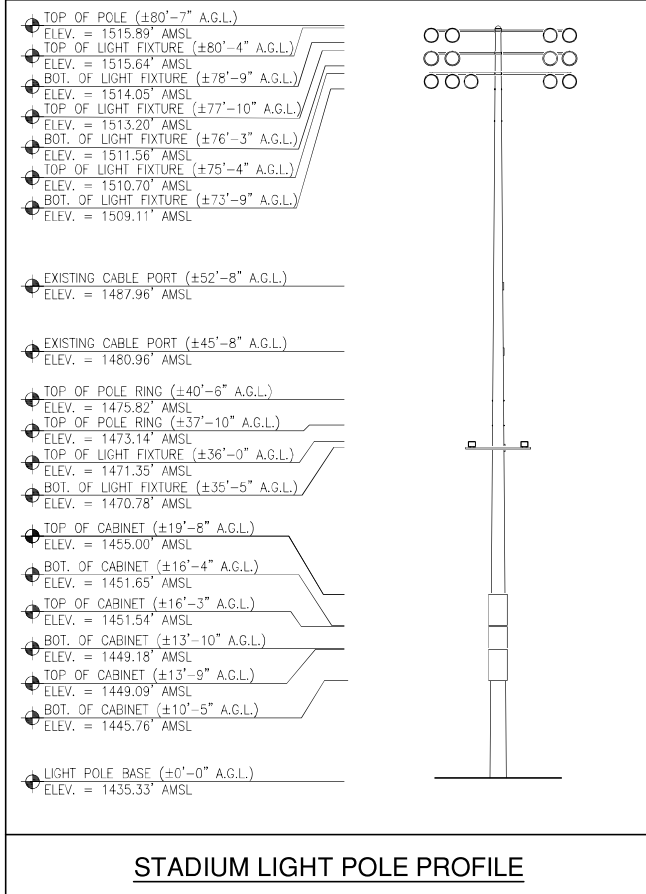 TOP OF POLE (±80'-7" A.G.L.)
ELEV. = 1515.89' AMSL
TOP OF LIGHT FIXTURE (±80'-4" A.G.L.)
ELEV. = 1515.64' AMSL
BOT. OF LIGHT FIXTURE (±78'-9" A.G.L.)
ELEV. = 1514.05' AMSL
TOP OF LIGHT FIXTURE (±77'-10" A.G.L.)
ELEV. = 1513.20' AMSL
BOT. OF LIGHT FIXTURE (±76'-3" A.G.L.)
ELEV. = 1511.56' AMSL
TOP OF LIGHT FIXTURE (±75'-4" A.G.L.)
ELEV. = 1510.70' AMSL
BOT. OF LIGHT FIXTURE (±73'-9" A.G.L.)
ELEV. = 1509.11' AMSL
EXISTING CABLE PORT (±52'-8" A.G.L.)
ELEV. = 1487.96' AMSL
EXISTING CABLE PORT (±45'-8" A.G.L.)
ELEV. = 1480.96' AMSL
TOP OF POLE RING (±40'-6" A.G.L.)
ELEV. = 1475.82' AMSL
TOP OF POLE RING (±37'-10" A.G.L.)
ELEV. = 1473.14' AMSL
TOP OF LIGHT FIXTURE (±36'-0" A.G.L.)
ELEV. = 1471.35' AMSL
BOT. OF LIGHT FIXTURE (±35'-5" A.G.L.)
ELEV. = 1470.78' AMSL
TOP OF CABINET (±19'-8" A.G.L.)
ELEV. = 1455.00' AMSL
BOT. OF CABINET (±16'-4" A.G.L.)
ELEV. = 1451.65' AMSL
TOP OF CABINET (±16'-3" A.G.L.)
ELEV. = 1451.54' AMSL
BOT. OF CABINET (±13'-10" A.G.L.)
ELEV. = 1449.18' AMSL
TOP OF CABINET (±13'-9" A.G.L.)
ELEV. = 1449.09' AMSL
BOT. OF CABINET (±10'-5" A.G.L.)
ELEV. = 1445.76' AMSL
LIGHT POLE BASE (±0'-0" A.G.L.)
ELEV. = 1435.33' AMSL
STADIUM LIGHT POLE PROFILE